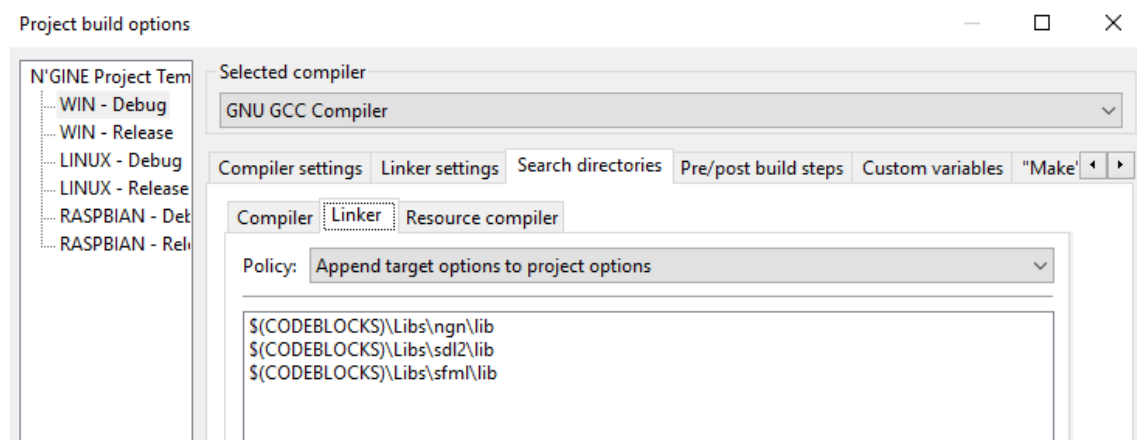 Project build options
N'GINE Project Tem
WIN - Debug
WIN - Release
LINUX - Debug
LINUX - Release
RASPBIAN - Deb
RASPBIAN - Rele
Selected compiler
GNU GCC Compiler
Compiler settings Linker settings Search directories Pre/post build steps Custom variables "Make"
Compiler Linker Resource compiler
Policy: Append target options to project options
$(CODEBLOCKS)\Libs\ngn\lib
$(CODEBLOCKS)\Libs\sdl2\lib
$(CODEBLOCKS)\Libs\sfml\lib